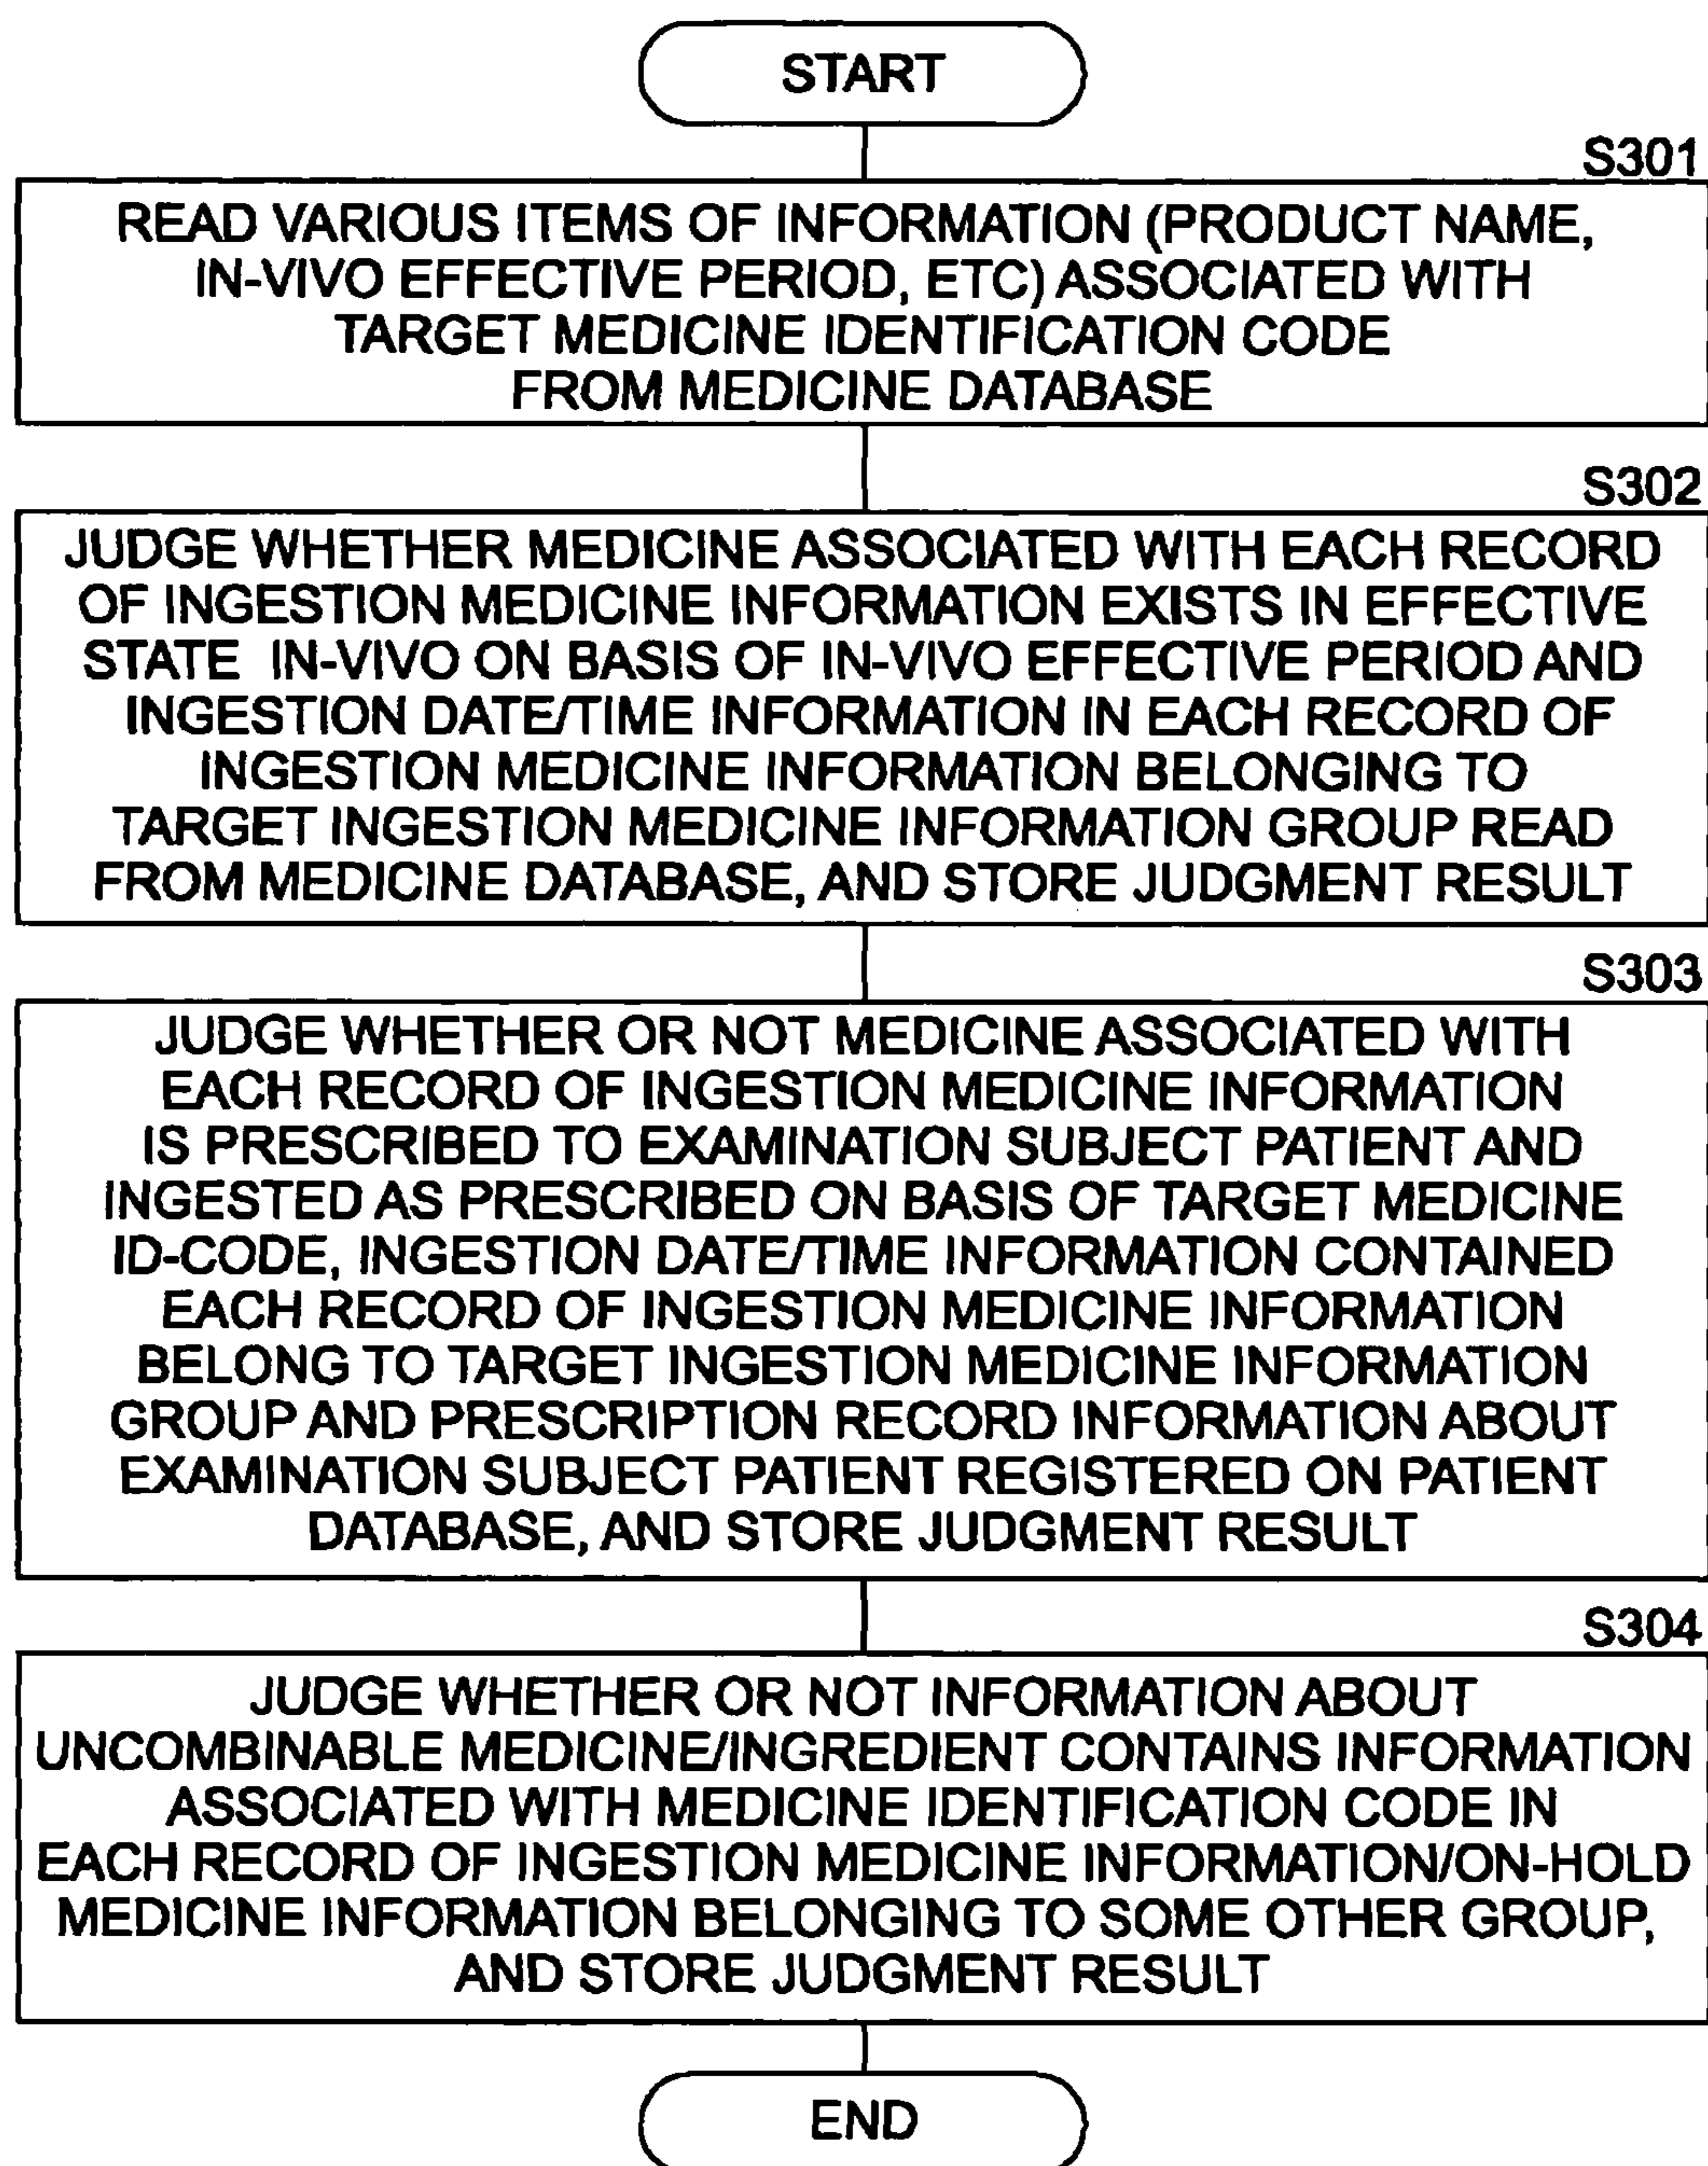 START
S301
READ VARIOUS ITEMS OF INFORMATION (PRODUCT NAME,
IN-VIVO EFFECTIVE PERIOD, ETC) ASSOCIATED WITH
TARGET MEDICINE IDENTIFICATION CODE
FROM MEDICINE DATABASE
S302
JUDGE WHETHER MEDICINE ASSOCIATED WITH EACH RECORD
OF INGESTION MEDICINE INFORMATION EXISTS IN EFFECTIVE
STATE IN-VIVO ON BASIS OF IN-VIVO EFFECTIVE PERIOD AND
INGESTION DATE/TIME INFORMATION IN EACH RECORD OF
INGESTION MEDICINE INFORMATION BELONGING TO
TARGET INGESTION MEDICINE INFORMATION GROUP READ
FROM MEDICINE DATABASE, AND STORE JUDGMENT RESULT
S303
JUDGE WHETHER OR NOT MEDICINE ASSOCIATED WITH
EACH RECORD OF INGESTION MEDICINE INFORMATION
IS PRESCRIBED TO EXAMINATION SUBJECT PATIENT AND
INGESTED AS PRESCRIBED ON BASIS OF TARGET MEDICINE
ID-CODE, INGESTION DATE/TIME INFORMATION CONTAINED
EACH RECORD OF INGESTION MEDICINE INFORMATION
BELONG TO TARGET INGESTION MEDICINE INFORMATION
GROUP AND PRESCRIPTION RECORD INFORMATION ABOUT
EXAMINATION SUBJECT PATIENT REGISTERED ON PATIENT
DATABASE, AND STORE JUDGMENT RESULT
S304
JUDGE WHETHER OR NOT INFORMATION ABOUT
UNCOMBINABLE MEDICINE/INGREDIENT CONTAINS INFORMATION
ASSOCIATED WITH MEDICINE IDENTIFICATION CODE IN
EACH RECORD OF INGESTION MEDICINE INFORMATION/ON-HOLD
MEDICINE INFORMATION BELONGING TO SOME OTHER GROUP,
AND STORE JUDGMENT RESULT
END